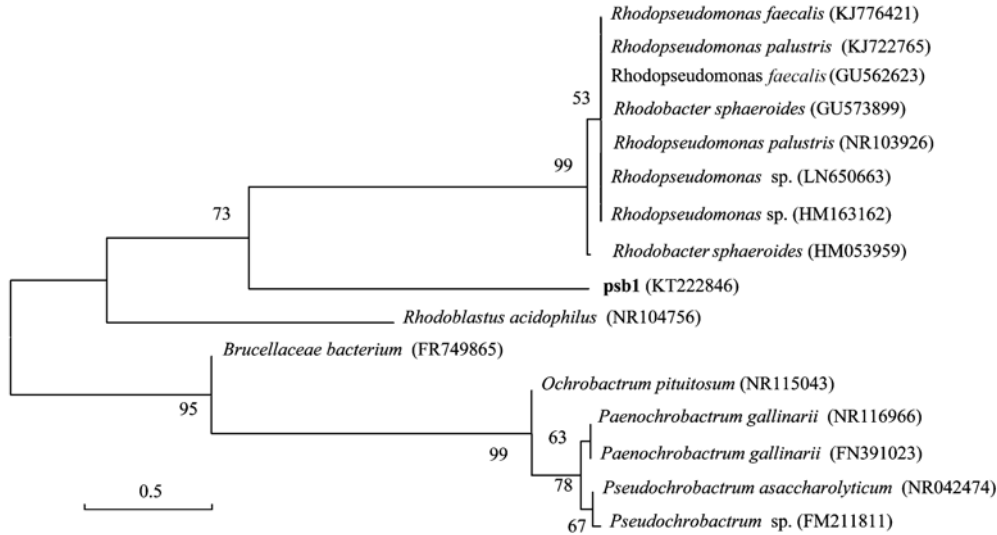 Rhodopseudomonas faecalis (KJ776421)
Rhodopseudomonas palustris (KJ722765)
Rhodopseudomonas faecalis (GU562623)
53
Rhodobacter sphaeroides (GU573899)
Rhodopseudomonas palustris (NR103926)
99
Rhodopseudomonas sp. (LN650663)
73
Rhodopseudomonas sp. (HM163162)
Rhodobacter sphaeroides (HM053959)
psb1 (KT222846)
Rhodoblastus acidophilus (NR104756)
Brucellaceae bacterium (FR749865)
Ochrobactrum pituitosum (NR115043)
95
Paenochrobactrum gallinarii (NR116966)
63
99
Paenochrobactrum gallinarii (FN391023)
78
Pseudochrobactrum asaccharolyticum (NR042474)
0.5
67
Pseudochrobactrum sp. (FM211811)